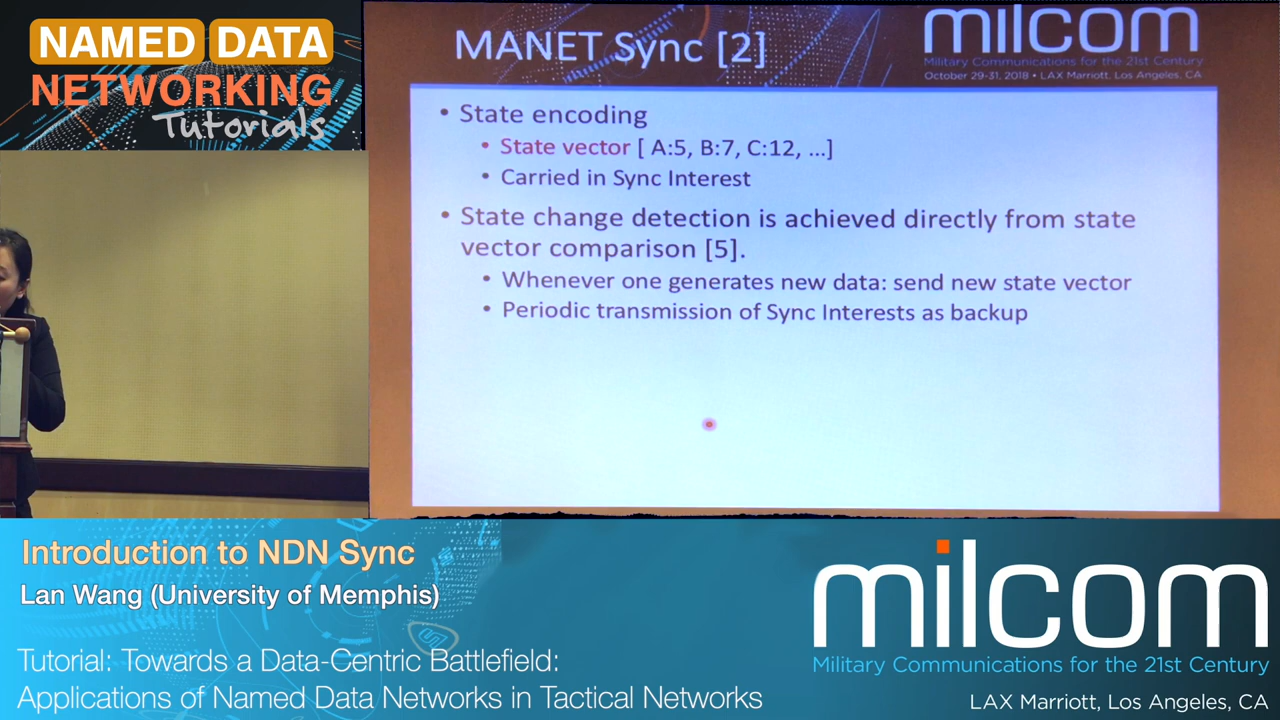 NAMED DATA
NETWORKING
Tutorials
MANET Sync [2]
milcom
Military Communications for the 21st Century
October 29-31, 2018 • LAX Marriott, Los Angeles, CA
• State encoding
• State vector [ A:5, B:7, C:12, ...]
• Carried in Sync Interest
• State change detection is achieved directly from state
vector comparison [5].
• Whenever one generates new data: send new state vector
• Periodic transmission of Sync Interests as backup
Introduction to NDN Sync
Lan Wang (University of Memphis)
Tutorial: Towards a Data-Centric Battlefield:
Applications of Named Data Networks in Tactical Networks
milcom
Military Communications for the 21st Century
LAX Marriott, Los Angeles, CA